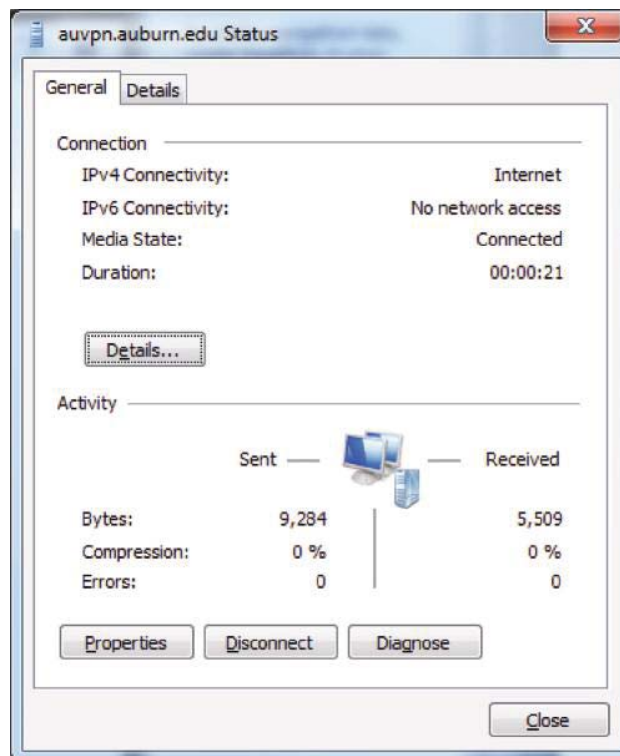 auvpn.auburn.edu Status
General Details
Connection
IPv4 Connectivity: Internet
IPv6 Connectivity: No network access
Media State: Connected
Duration: 00:00:21
Details...
Activity
Sent Received
Bytes: 9,284 5,509
Compression: 0 % 0 %
Errors: 0 0
Properties Disconnect Diagnose
Close